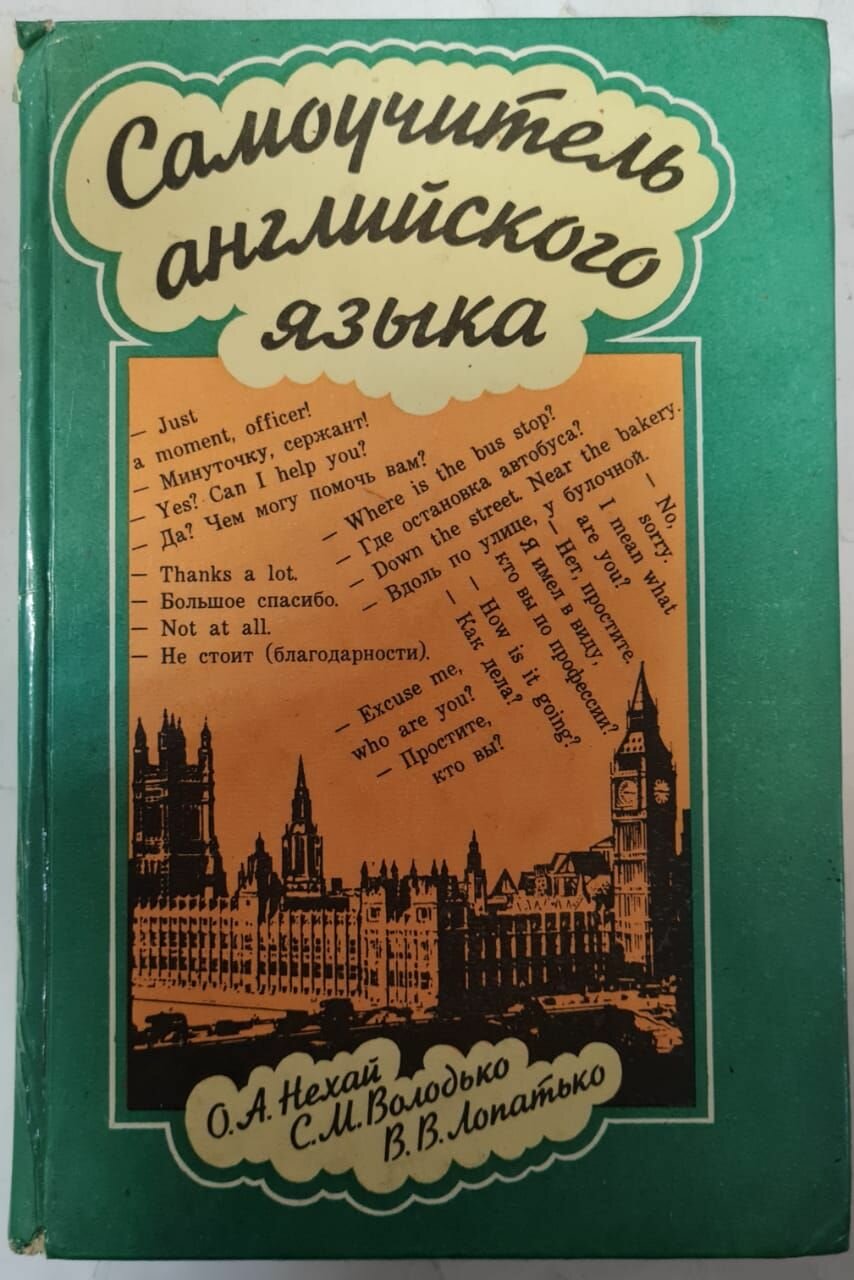 Самоучитель
английского
языка
— Just
a moment, officer!
— Минуточку, сержант!
— Yes? Can I help you?
— Да? Чем могу помочь вам?
— Where is the bus stop?
— Где остановка автобуса?
— Down the street. Near the bakery.
— Вдоль по улице, у булочной.
— Thanks a lot.
— Большое спасибо.
— Not at all.
— Не стоит (благодарности).
— No,
sorry.
I mean what
are you?
— Нет, простите.
Я имел в виду,
кто вы по профессии?
— How is it going?
— Как дела?
— Excuse me,
who are you?
— Простите,
кто вы?
О.А.Нехай
С.М.Володько
В.В.Лопатько